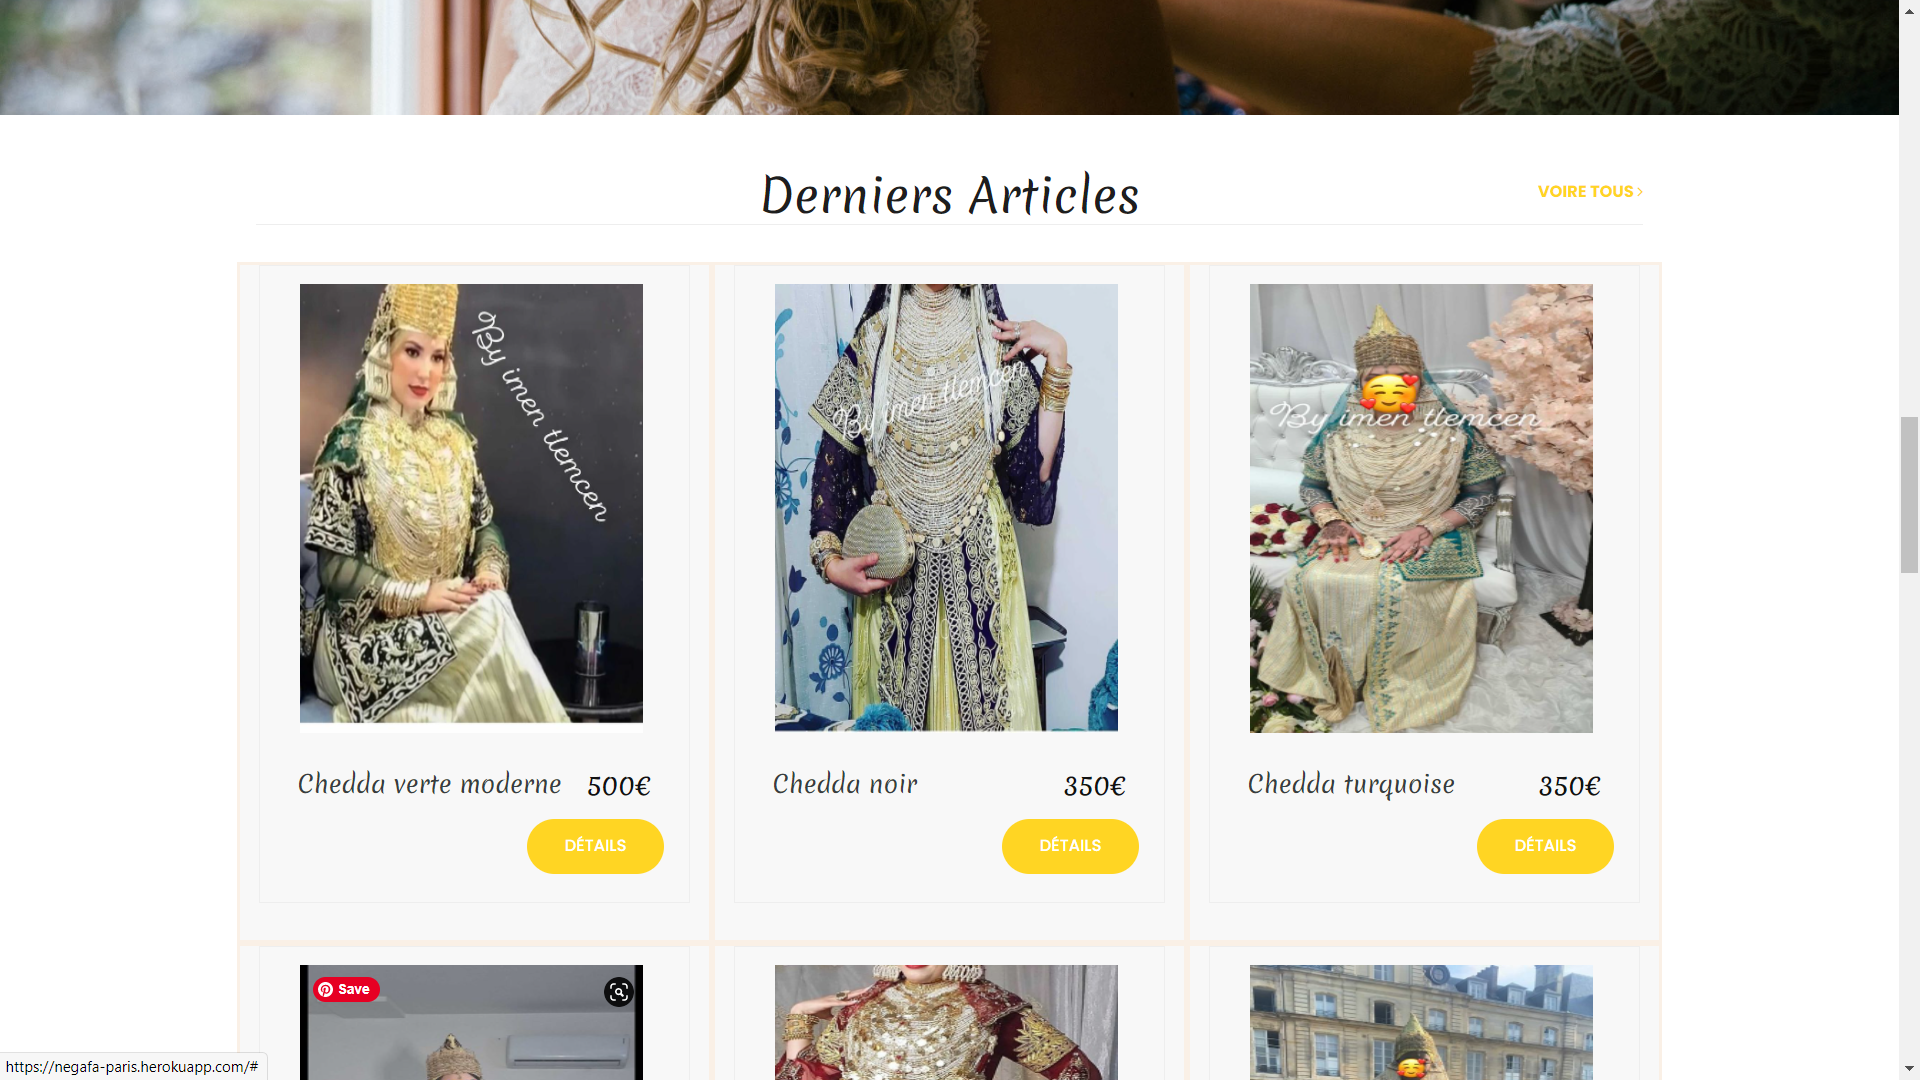 Derniers Articles
VOIRE TOUS >
By imen tlemcen
By imen tlemcen
By imen tlemcen
Chedda verte moderne 500€
DÉTAILS
Chedda noir 350€
DÉTAILS
Chedda turquoise 350€
DÉTAILS
Save
https://negafa-paris.herokuapp.com/#